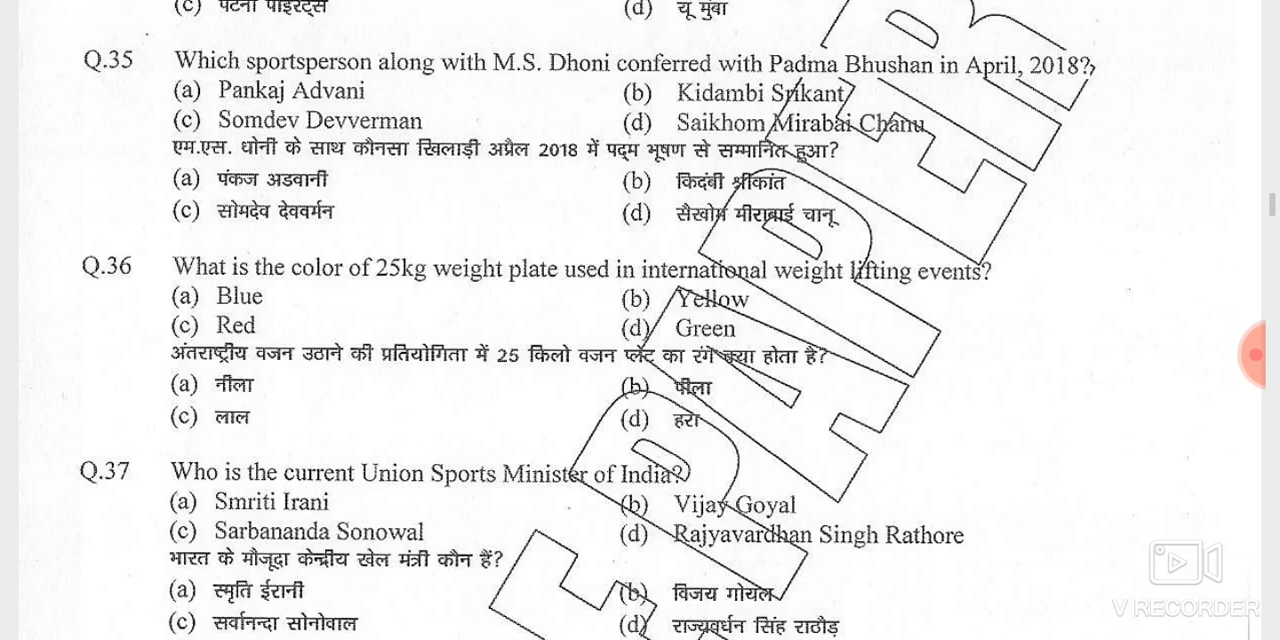 (c) पटना पाइरेट्स (d) यू मुंबा
Q.35 Which sportsperson along with M.S. Dhoni conferred with Padma Bhushan in April, 2018?
(a) Pankaj Advani (b) Kidambi Srikant
(c) Somdev Devverman (d) Saikhom Mirabai Chanu
एम.एस. धोनी के साथ कौनसा खिलाड़ी अप्रैल 2018 में पद्म भूषण से सम्मानित हुआ?
(a) पंकज अडवानी (b) किदंबी श्रीकांत
(c) सोमदेव देववर्मन (d) सैखोम मीराबाई चानू
Q.36 What is the color of 25kg weight plate used in international weight lifting events?
(a) Blue (b) Yellow
(c) Red (d) Green
अंतराष्ट्रीय वजन उठाने की प्रतियोगिता में 25 किलो वजन प्लेट का रंग क्या होता है?
(a) नीला (b) पीला
(c) लाल (d) हरा
Q.37 Who is the current Union Sports Minister of India?
(a) Smriti Irani (b) Vijay Goyal
(c) Sarbananda Sonowal (d) Rajyavardhan Singh Rathore
भारत के मौजूदा केन्द्रीय खेल मंत्री कौन हैं?
(a) स्मृति ईरानी (b) विजय गोयल
(c) सर्वानन्दा सोनोवाल (d) राज्यवर्धन सिंह राठौड़
V RECORDER